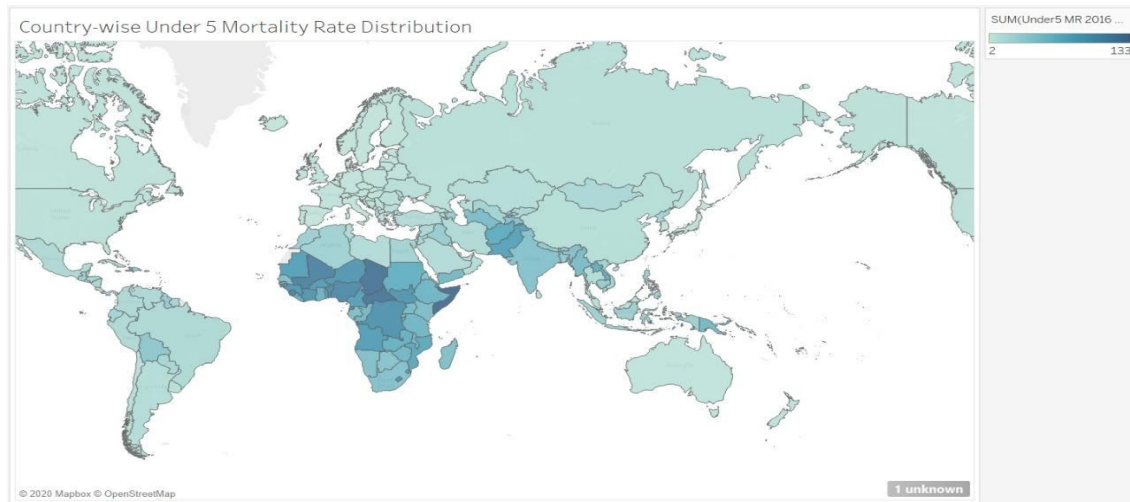 Country-wise Under 5 Mortality Rate Distribution
SUM(Under5 MR 2016 ...
2 133
© 2020 Mapbox © OpenStreetMap
1 unknown